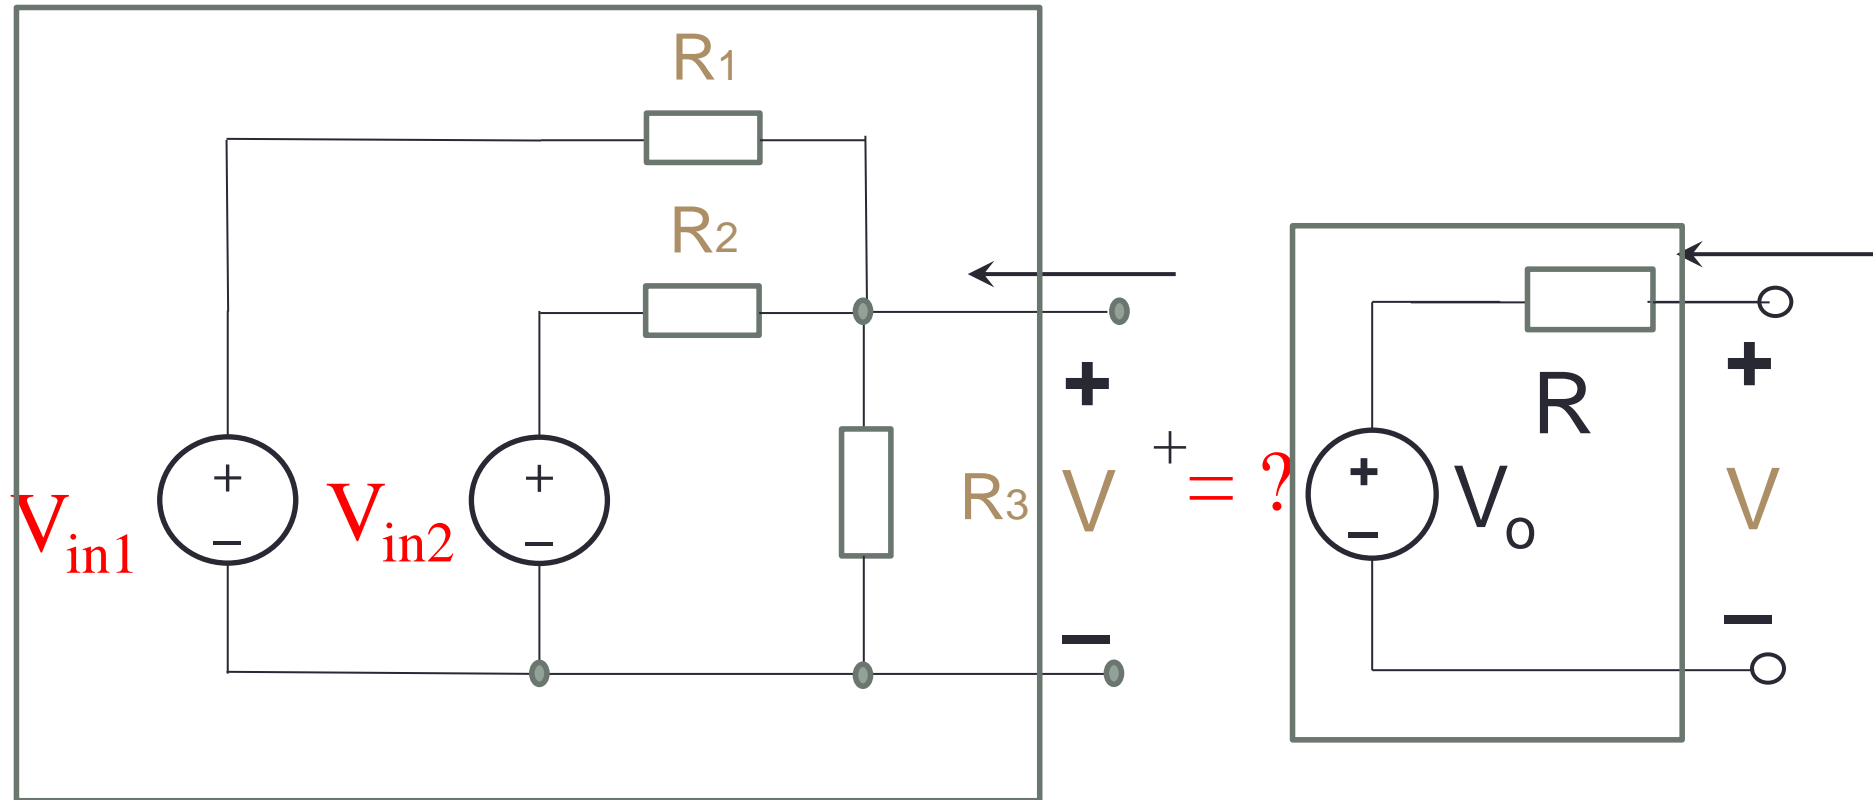 R1
R2
+
+
+
+
+
+
Vin1
Vin2
R3
V
= ?
R
Vo
V
−
−
−
−
−